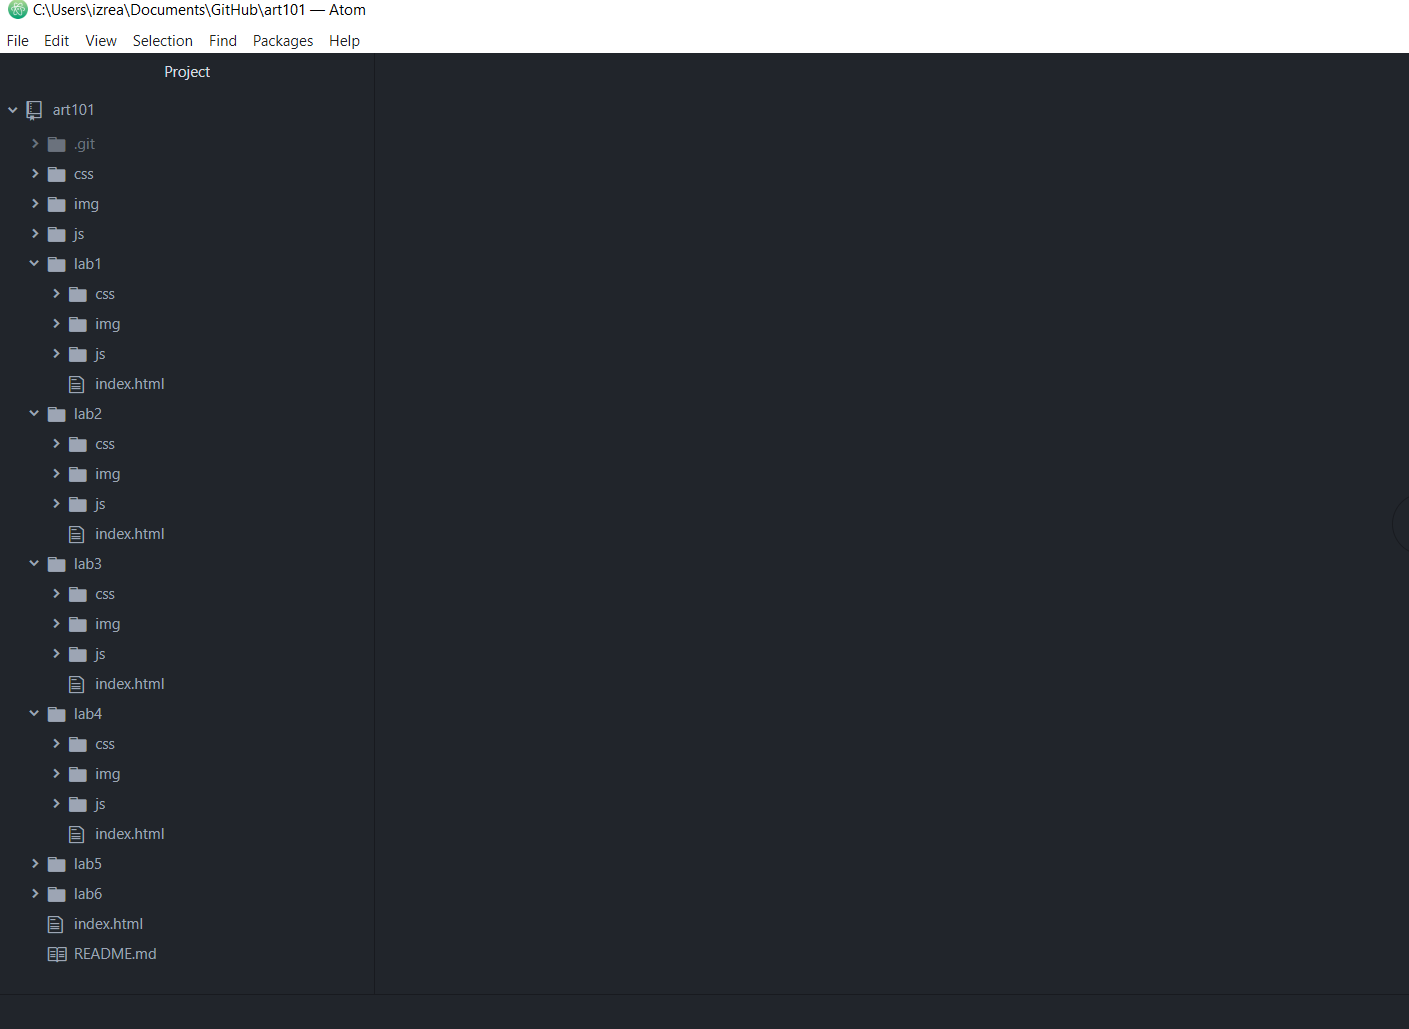 C:\Users\izrea\Documents\GitHub\art101 — Atom
File Edit View Selection Find Packages Help
Project
art101
.git
css
img
js
lab1
css
img
js
index.html
lab2
css
img
js
index.html
lab3
css
img
js
index.html
lab4
css
img
js
index.html
lab5
lab6
index.html
README.md